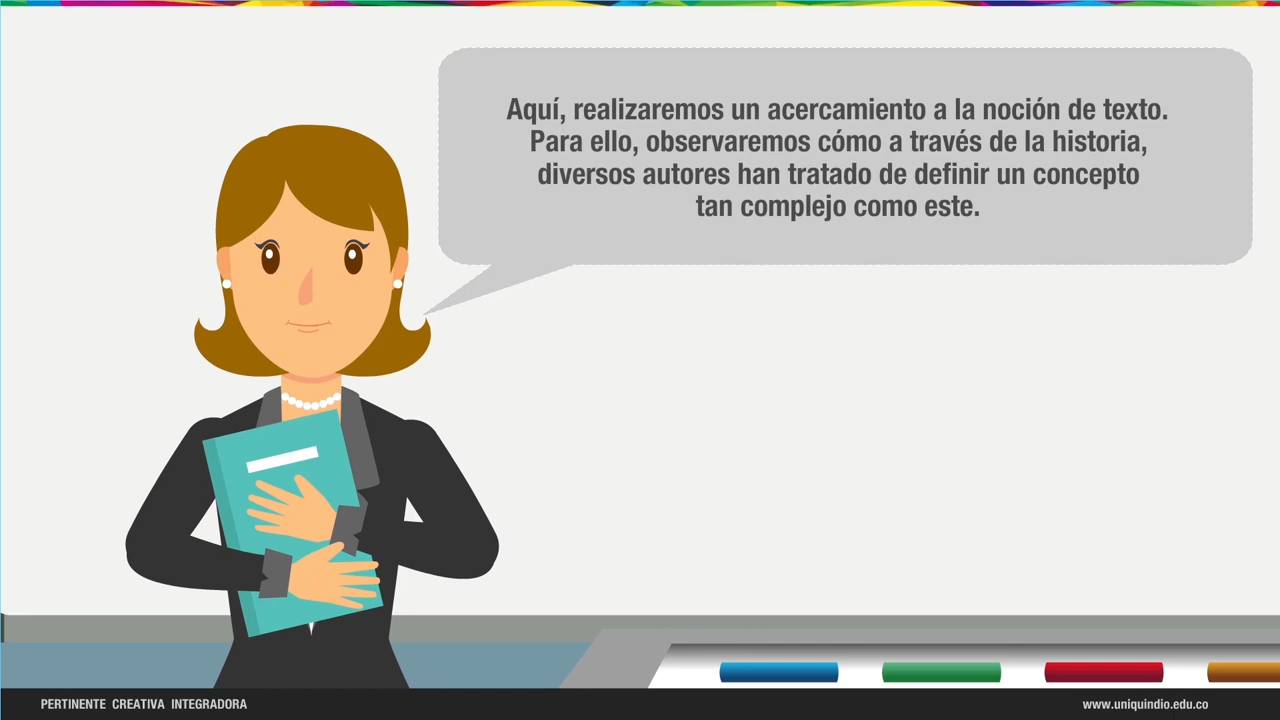 Aquí, realizaremos un acercamiento a la noción de texto.
Para ello, observaremos cómo a través de la historia,
diversos autores han tratado de definir un concepto
tan complejo como este.
PERTINENTE CREATIVA INTEGRADORA
www.uniquindio.edu.co